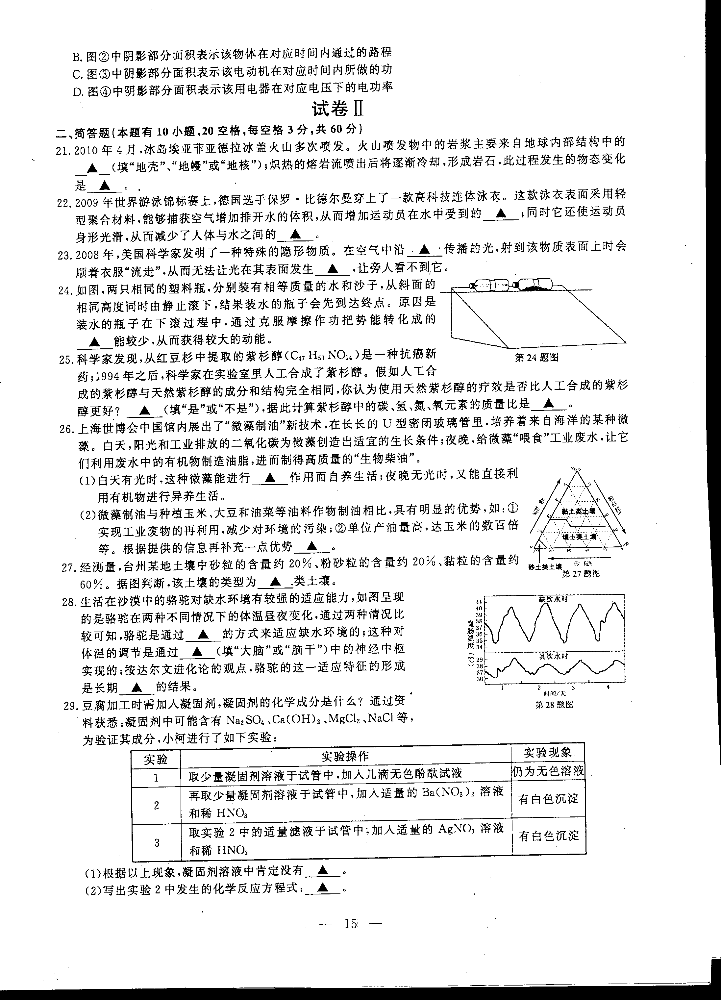 B. 图②中阴影部分面积表示该物体在对应时间内通过的路程
C. 图③中阴影部分面积表示该电动机在对应时间内所做的功
D. 图④中阴影部分面积表示该用电器在对应电压下的电功率
试卷Ⅱ
二、简答题(本题有 10 小题,20 空格,每空格 3 分,共 60 分)
21. 2010 年 4 月,冰岛埃亚菲亚德拉冰盖火山多次喷发。火山喷发物中的岩浆主要来自地球内部结构中的
▲ (填“地壳”、“地幔”或“地核”);炽热的熔岩流喷出后将逐渐冷却,形成岩石,此过程发生的物态变化
是 ▲ 。
22. 2009 年世界游泳锦标赛上,德国选手保罗·比德尔曼穿上了一款高科技连体泳衣。这款泳衣表面采用轻
型聚合材料,能够捕获空气增加排开水的体积,从而增加运动员在水中受到的 ▲ ;同时它还使运动员
身形光滑,从而减少了人体与水之间的 ▲ 。
23. 2008 年,美国科学家发明了一种特殊的隐形物质。在空气中沿 ▲ 传播的光,射到该物质表面上时会
顺着衣服“流走”,从而无法让光在其表面发生 ▲ ,让旁人看不到它。
24. 如图,两只相同的塑料瓶,分别装有相等质量的水和沙子,从斜面的
相同高度同时由静止滚下,结果装水的瓶子会先到达终点。原因是
装水的瓶子在下滚过程中,通过克服摩擦作功把势能转化成的
▲ 能较少,从而获得较大的动能。
第 24 题图
25. 科学家发现,从红豆杉中提取的紫杉醇(C₄₇H₅₁NO₁₄)是一种抗癌新
药;1994 年之后,科学家在实验室里人工合成了紫杉醇。假如人工合
成的紫杉醇与天然紫杉醇的成分和结构完全相同,你认为使用天然紫杉醇的疗效是否比人工合成的紫杉
醇更好? ▲ (填“是”或“不是”),据此计算紫杉醇中的碳、氢、氮、氧元素的质量比是 ▲ 。
26. 上海世博会中国馆内展出了“微藻制油”新技术,在长长的 U 型密闭玻璃管里,培养着来自海洋的某种微
藻。白天,阳光和工业排放的二氧化碳为微藻创造出适宜的生长条件;夜晚,给微藻“喂食”工业废水,让它
们利用废水中的有机物制造油脂,进而制得高质量的“生物柴油”。
(1)白天有光时,这种微藻能进行 ▲ 作用而自养生活;夜晚无光时,又能直接利
用有机物进行异养生活。
(2)微藻制油与种植玉米、大豆和油菜等油料作物制油相比,具有明显的优势,如:①
实现工业废物的再利用,减少对环境的污染;②单位产油量高,达玉米的数百倍
等。根据提供的信息再补充一点优势 ▲ 。
黏土类土壤
壤土类土壤
100 80 60 40 20 0
砂土类土壤 砂粒%
第 27 题图
27. 经测量,台州某地土壤中砂粒的含量约 20%、粉砂粒的含量约 20%、黏粒的含量约
60%。据图判断,该土壤的类型为 ▲ 类土壤。
28. 生活在沙漠中的骆驼对缺水环境有较强的适应能力,如图呈现
的是骆驼在两种不同情况下的体温昼夜变化,通过两种情况比
较可知,骆驼是通过 ▲ 的方式来适应缺水环境的;这种对
体温的调节是通过 ▲ (填“大脑”或“脑干”)中的神经中枢
实现的;按达尔文进化论的观点,骆驼的这一适应特征的形成
是长期 ▲ 的结果。
缺饮水时
41
40
39
38
37
36
35
34
直肠温度(℃)
具饮水时
39
38
37
36
1 2 3 4
时间/天
第 28 题图
29. 豆腐加工时需加入凝固剂,凝固剂的化学成分是什么? 通过资
料获悉:凝固剂中可能含有 Na₂SO₄、Ca(OH)₂、MgCl₂、NaCl 等,
为验证其成分,小柯进行了如下实验:
实验 实验操作 实验现象
1 取少量凝固剂溶液于试管中,加入几滴无色酚酞试液 仍为无色溶液
2 再取少量凝固剂溶液于试管中,加入适量的 Ba(NO₃)₂ 溶液
和稀 HNO₃ 有白色沉淀
3 取实验 2 中的适量滤液于试管中;加入适量的 AgNO₃ 溶液
和稀 HNO₃ 有白色沉淀
(1)根据以上现象,凝固剂溶液中肯定没有 ▲ 。
(2)写出实验 2 中发生的化学反应方程式: ▲ 。
— 15 —